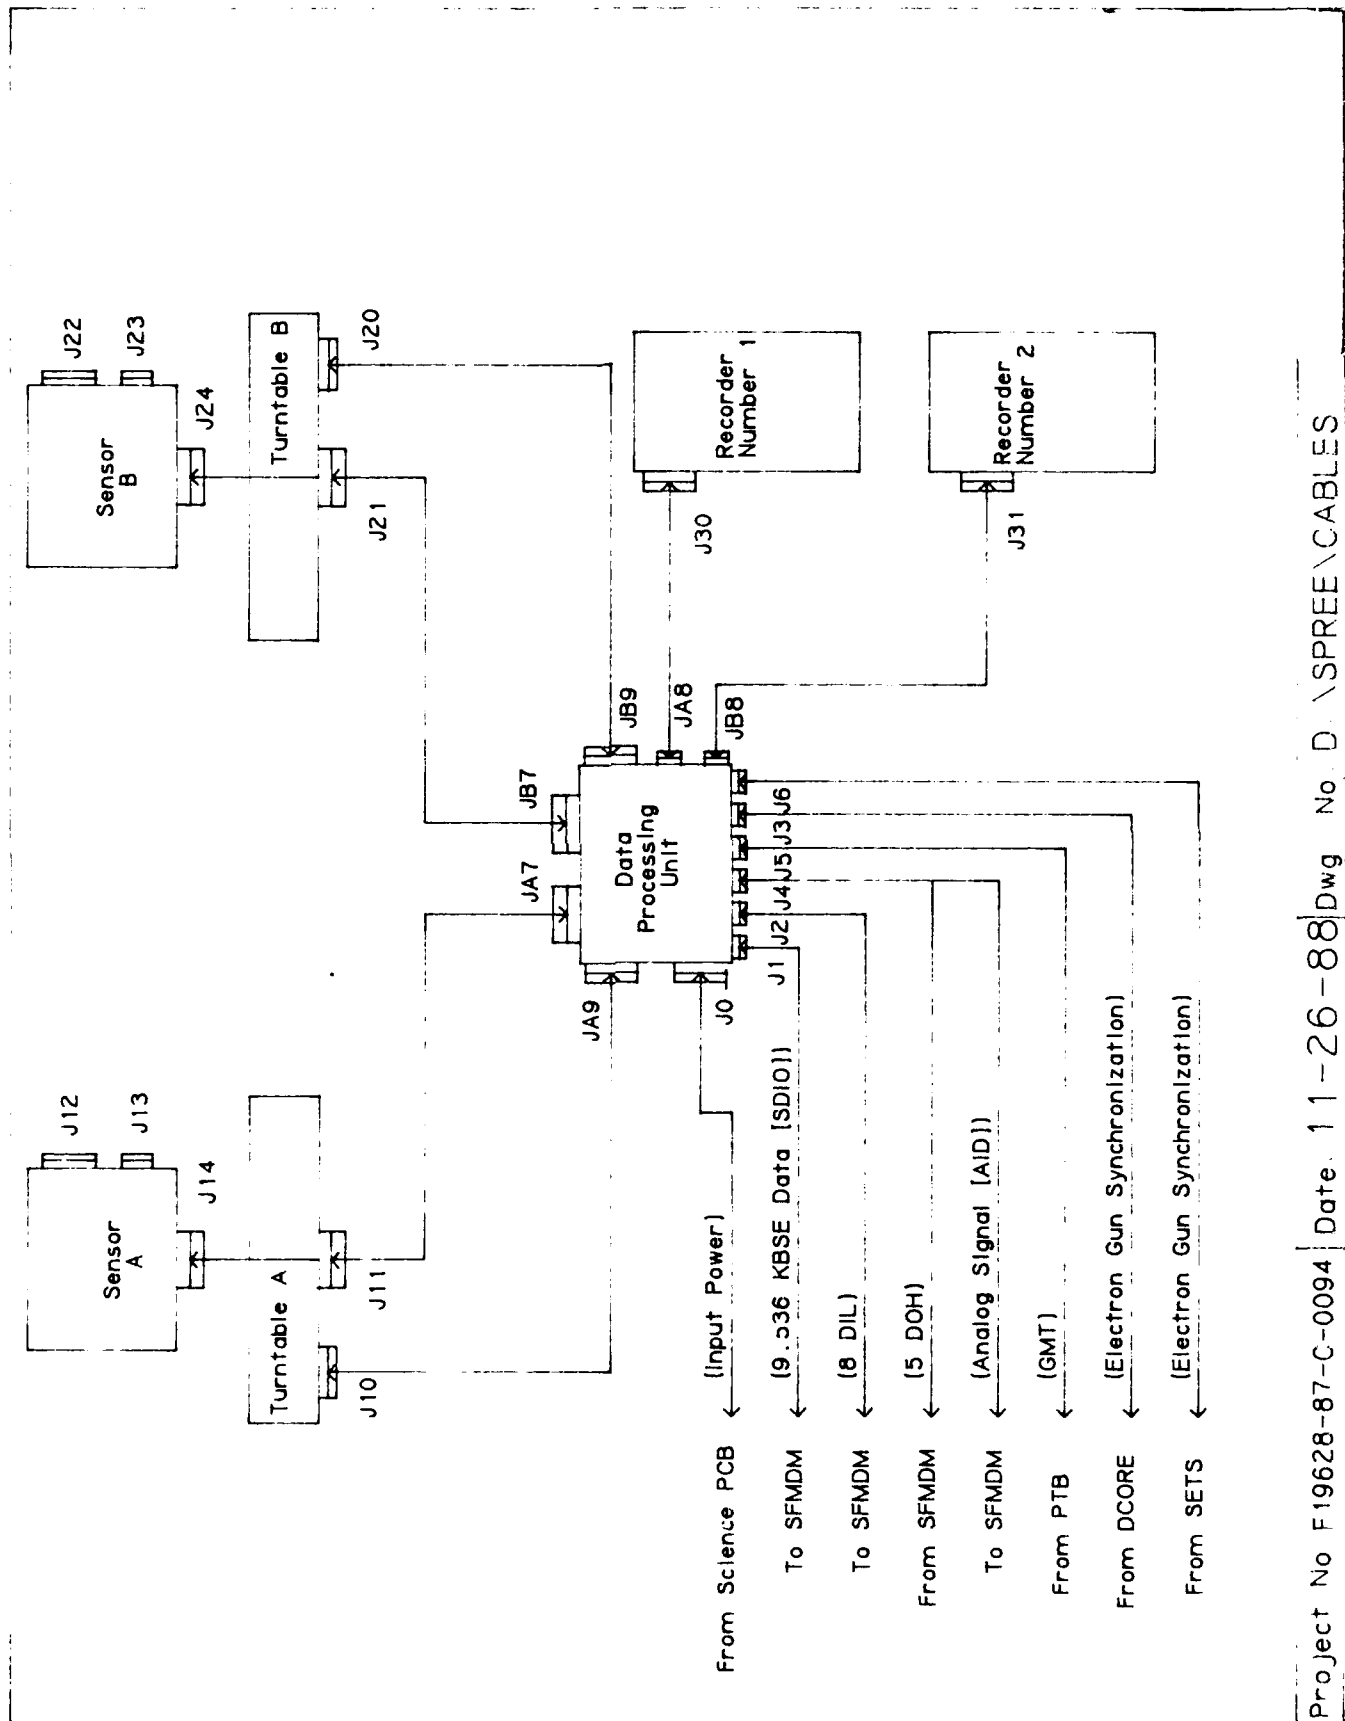 Sensor
A
J12
J13
J14
Turntable A
J10
J11
Sensor
B
J22
J23
J24
Turntable B
J21
J20
JA9
JA7
JB7
JB9
Data
Processing
Unit
JA8
JB8
J0
J1
J2
J4
J5
J3
J6
J30
Recorder
Number 1
J31
Recorder
Number 2
From Science PCB
(Input Power)
To SFMDM
KBSE Data [SDIO])
To SFMDM
(8 DIL)
From SFMDM
(5 DOH)
To SFMDM
(Analog Signal [AID])
From PTB
(GMT)
From DCORE
(Electron Gun Synchronization)
From SETS
(Electron Gun Synchronization)
Project No F19628-87-C-0094 Date 11-26-88 Dwg No D \SPREE\CABLES